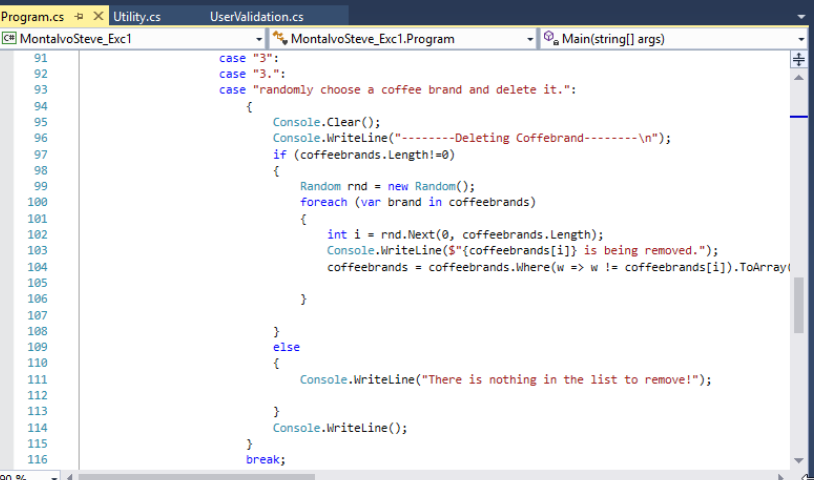 Program.cs Utility.cs UserValidation.cs
C# MontalvoSteve_Exc1 MontalvoSteve_Exc1.Program Main(string[] args)
91 case "3":
92 case "3.":
93 case "randomly choose a coffee brand and delete it.":
94 {
95 Console.Clear();
96 Console.WriteLine("--------Deleting Coffebrand--------\n");
97 if (coffeebrands.Length!=0)
98 {
99 Random rnd = new Random();
100 foreach (var brand in coffeebrands)
101 {
102 int i = rnd.Next(0, coffeebrands.Length);
103 Console.WriteLine($"{coffeebrands[i]} is being removed.");
104 coffeebrands = coffeebrands.Where(w => w != coffeebrands[i]).ToArray(
105
106 }
107
108 }
109 else
110 {
111 Console.WriteLine("There is nothing in the list to remove!");
112
113 }
114 Console.WriteLine();
115 }
116 break;
90 %